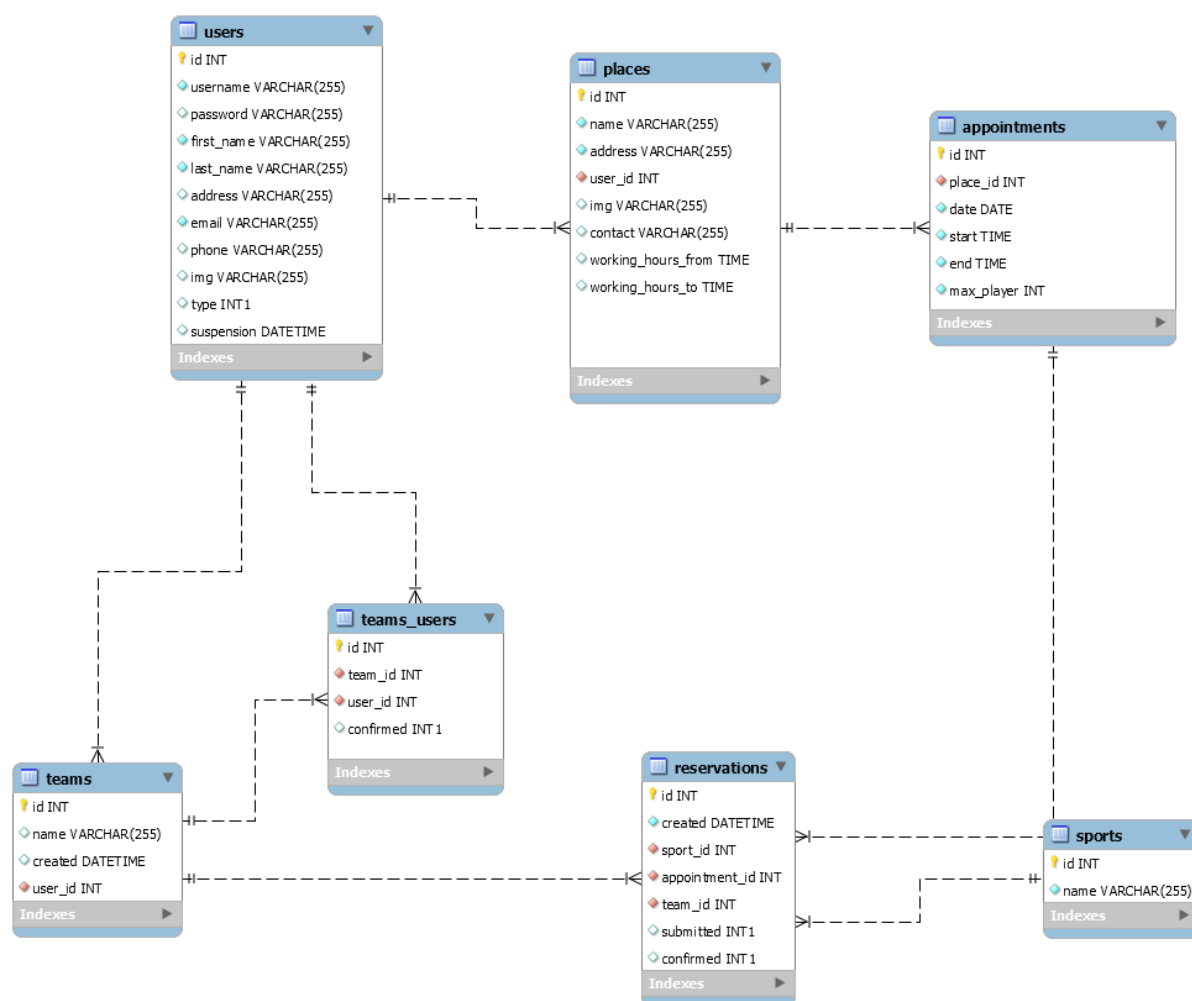 users
id INT
username VARCHAR(255)
password VARCHAR(255)
first_name VARCHAR(255)
last_name VARCHAR(255)
address VARCHAR(255)
email VARCHAR(255)
phone VARCHAR(255)
img VARCHAR(255)
type INT1
suspension DATETIME
Indexes
places
id INT
name VARCHAR(255)
address VARCHAR(255)
user_id INT
img VARCHAR(255)
contact VARCHAR(255)
working_hours_from TIME
working_hours_to TIME
Indexes
appointments
id INT
place_id INT
date DATE
start TIME
end TIME
max_player INT
Indexes
teams_users
id INT
team_id INT
user_id INT
confirmed INT1
Indexes
teams
id INT
name VARCHAR(255)
created DATETIME
user_id INT
Indexes
reservations
id INT
created DATETIME
sport_id INT
appointment_id INT
team_id INT
submitted INT1
confirmed INT1
Indexes
sports
id INT
name VARCHAR(255)
Indexes